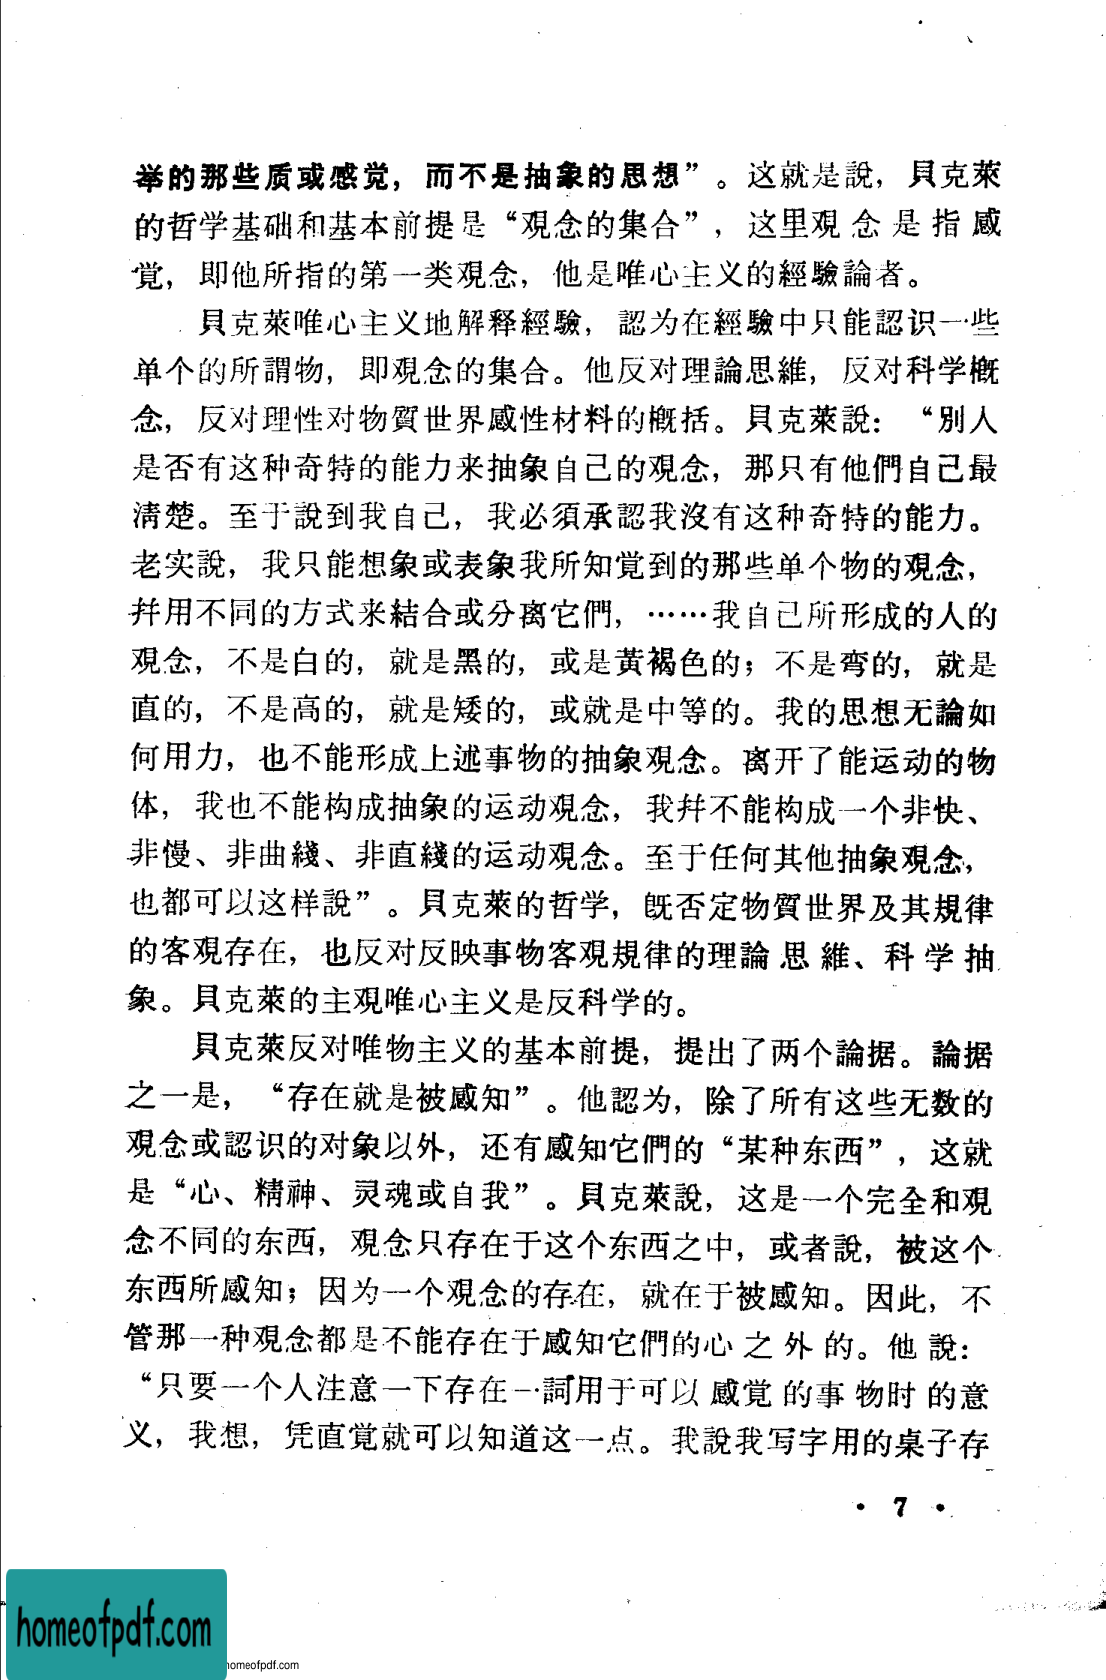 举的那些质或感觉，而不是抽象的思想”。这就是說，貝克萊
的哲学基础和基本前提是“观念的集合”，这里观念是指感
觉，即他所指的第一类观念，他是唯心主义的經驗論者。
貝克萊唯心主义地解释經驗，認为在經驗中只能認识一些
单个的所謂物，即观念的集合。他反对理論思維，反对科学概
念，反对理性对物質世界感性材料的概括。貝克萊說：“別人
是否有这种奇特的能力来抽象自己的观念，那只有他們自己最
清楚。至于說到我自己，我必須承認我沒有这种奇特的能力。
老实說，我只能想象或表象我所知觉到的那些单个物的观念，
幷用不同的方式来結合或分离它們，……我自己所形成的人的
观念，不是白的，就是黑的，或是黃褐色的；不是弯的，就是
直的，不是高的，就是矮的，或就是中等的。我的思想无論如
何用力，也不能形成上述事物的抽象观念。离开了能运动的物
体，我也不能构成抽象的运动观念，我幷不能构成一个非快、
非慢、非曲綫、非直綫的运动观念。至于任何其他抽象观念，
也都可以这样說”。貝克萊的哲学，既否定物質世界及其規律
的客观存在，也反对反映事物客观規律的理論思維、科学抽
象。貝克萊的主观唯心主义是反科学的。
貝克萊反对唯物主义的基本前提，提出了两个論据。論据
之一是，“存在就是被感知”。他認为，除了所有这些无数的
观念或認识的对象以外，还有感知它們的“某种东西”，这就
是“心、精神、灵魂或自我”。貝克萊說，这是一个完全和观
念不同的东西，观念只存在于这个东西之中，或者說，被这个
东西所感知；因为一个观念的存在，就在于被感知。因此，不
管那一种观念都是不能存在于感知它們的心之外的。他說：
“只要一个人注意一下存在一詞用于可以感觉的事物时的意
义，我想，凭直觉就可以知道这一点。我說我写字用的桌子存
• 7 •
homeofpdf.com
homeofpdf.com